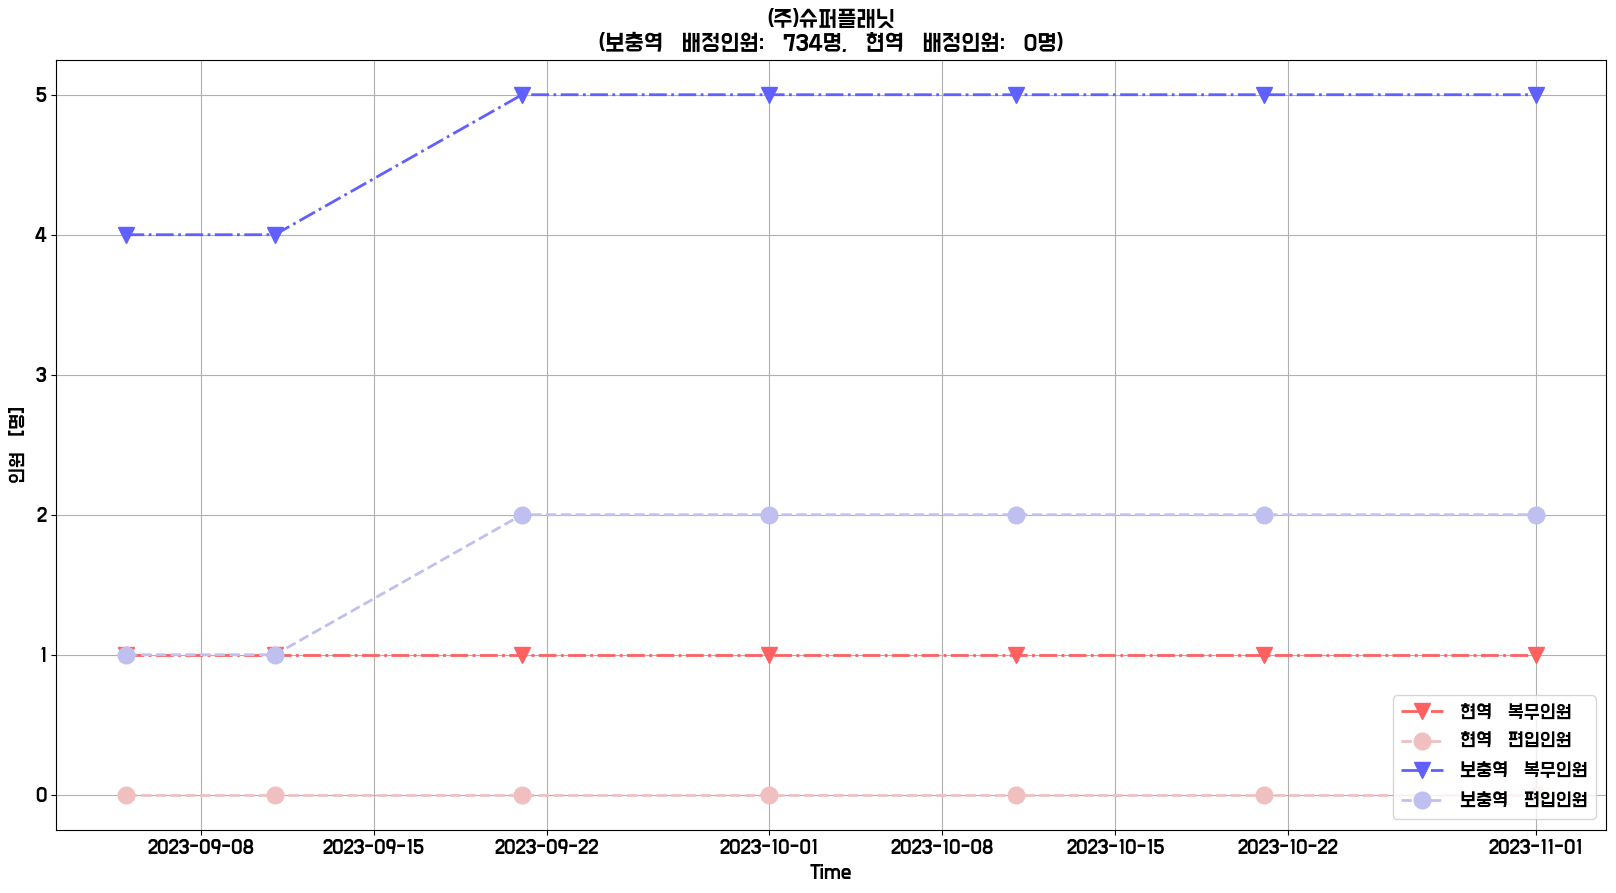 (주)슈퍼플래닛
(보충역 배정인원: 734명, 현역 배정인원: 0명)
5
4
3
2
1
0
인원 [명]
2023-09-08
2023-09-15
2023-09-22
2023-10-01
2023-10-08
2023-10-15
2023-10-22
2023-11-01
Time
현역 복무인원
현역 편입인원
보충역 복무인원
보충역 편입인원